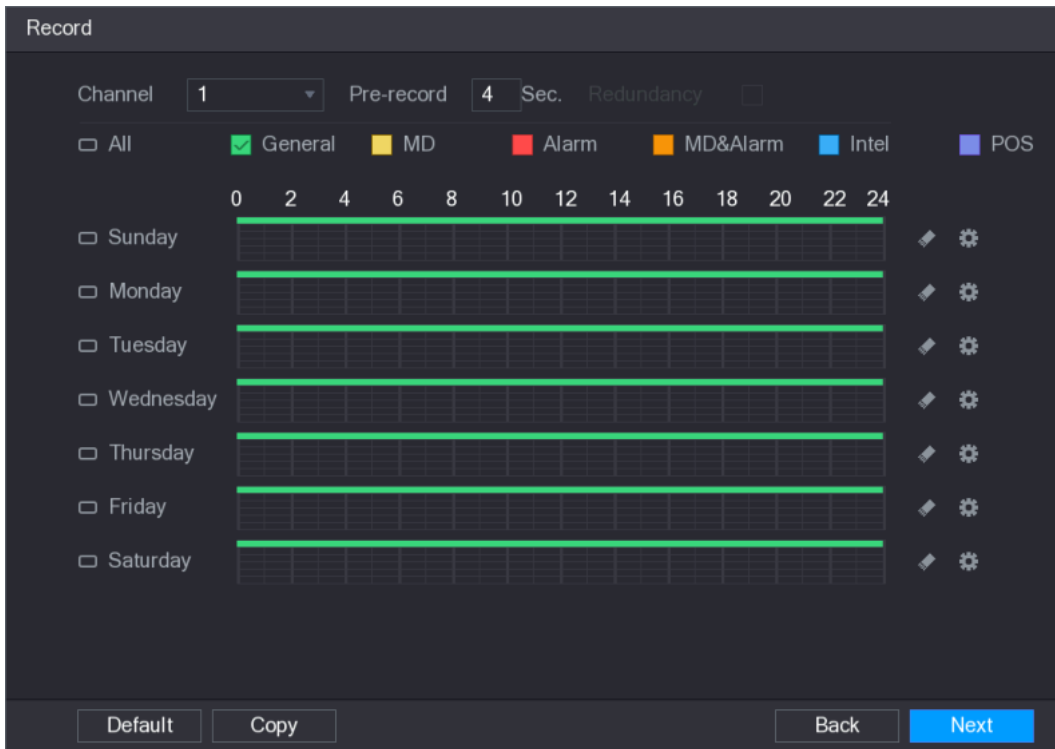 Record
Channel 1 Pre-record 4 Sec. Redundancy
All General MD Alarm MD&Alarm Intel POS
0 2 4 6 8 10 12 14 16 18 20 22 24
Sunday
Monday
Tuesday
Wednesday
Thursday
Friday
Saturday
Default Copy Back Next